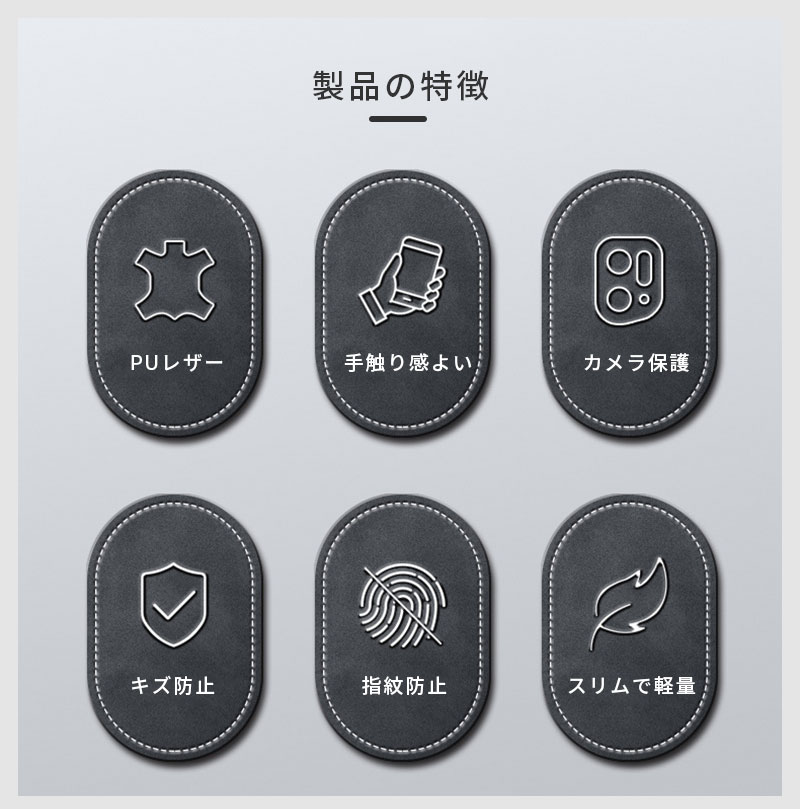 製品の特徴
PUレザー
手触り感よい
カメラ保護
キズ防止
指紋防止
スリムで軽量